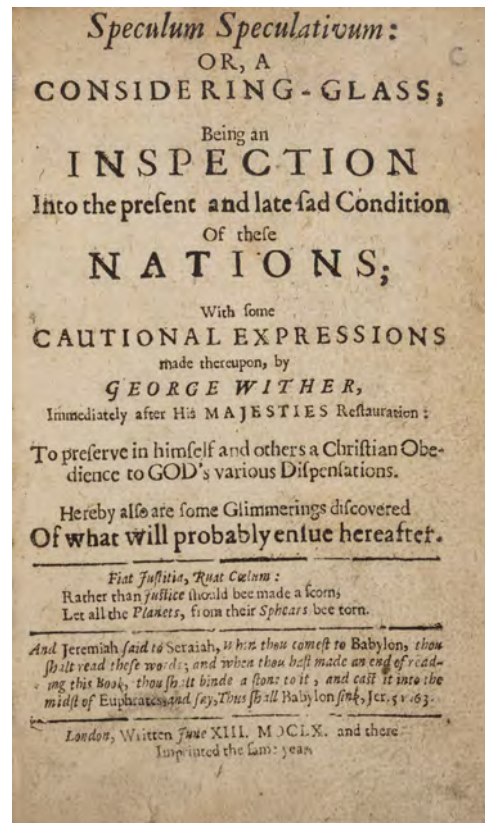 Speculum Speculativum:
OR, A
CONSIDERING-GLASS;
Being an
INSPECTION
Into the preſent and late ſad Condition
Of theſe
NATIONS;
With ſome
CAUTIONAL EXPRESSIONS
made thereupon, by
GEORGE WITHER,
Immediately after His MAJESTIES Reſtauration:
To preſerve in himſelf and others a Chriſtian Obe-
dience to GOD's various Diſpenſations.
Hereby alſo are ſome Glimmerings diſcovered
Of what will probably enſue hereafter.
Fiat Juſtitia, Ruat Cœlum:
Rather than Juſtice ſhould bee made a ſcorn,
Let all the Planets, from their Sphears bee torn.
And Jeremiah ſaid to Seraiah, when thou comeſt to Babylon, thou
ſhalt read theſe words; and when thou haſt made an end of read-
ing this Book, thou ſhalt binde a ſtone to it, and caſt it into the
midſt of Euphrates, and ſay, Thus ſhall Babylon ſink, Jer. 51.63.
London, Written June XIII. MDCLX. and there
Imprinted the ſame year.
C